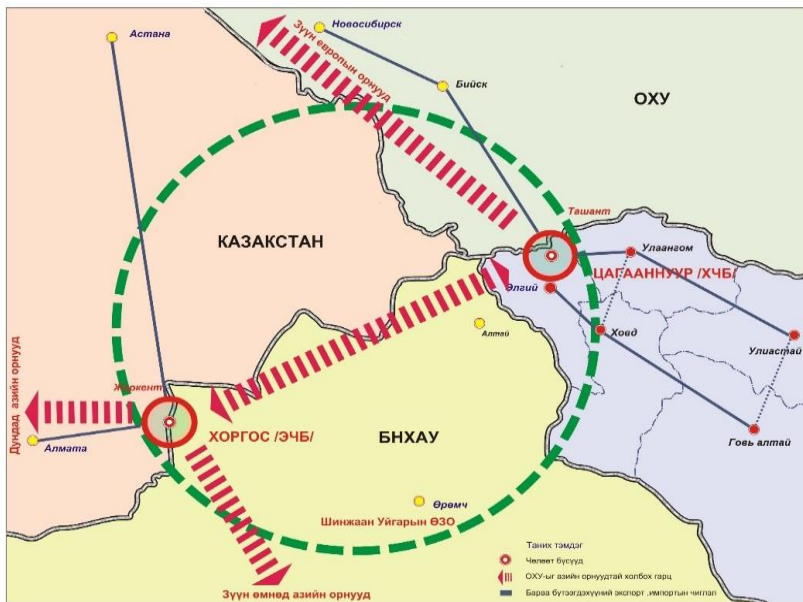 Новосибирск
Астана
Зүүн европын орнууд
Бийск
ОХУ
Ташант
КАЗАКСТАН
Улаангом
ЦАГААННУУР /ХЧБ/
Өлгий
Алтай
Ховд
Улиастай
Жаркент
Дундад азийн орнууд
ХОРГОС /ЭЧБ/
БНХАУ
Говь алтай
Алмата
Өрөмч
Шинжаан Уйгарын ӨЗО
Таних тэмдэг
Чөлөөт бүсүүд
ОХУ-ыг азийн орнуудтай холбох гарц
Зүүн өмнөд азийн орнууд
Бараа бүтээгдэхүүний экспорт ,импортын чиглэл